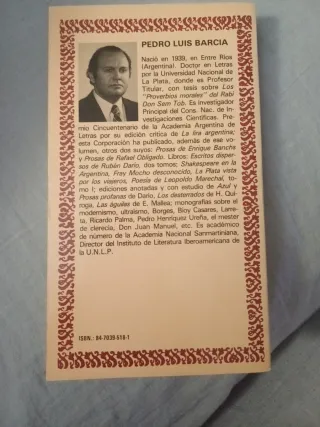 PEDRO LUIS BARCIA
Nació en 1939, en Entre Ríos
(Argentina). Doctor en Letras
por la Universidad Nacional de
La Plata, donde es Profesor
Titular, con tesis sobre Los
"Proverbios morales" del Rabí
Don Sem Tob. Es investigador
Principal del Cons. Nac. de In-
vestigaciones Científicas. Pre-
mio Cincuentenario de la Academia Argentina de
Letras por su edición crítica de La lira argentina;
esta Corporación ha publicado, además de ese vo-
lumen, otros dos suyos: Prosas de Enrique Banchs
y Prosas de Rafael Obligado. Libros: Escritos disper-
sos de Rubén Darío, dos tomos; Shakespeare en la
Argentina, Fray Mocho desconocido, La Plata vista
por los viajeros, Poesía de Leopoldo Marechal, to-
mo I; ediciones anotadas y con estudio de Azul y
Prosas profanas de Darío, Los desterrados de H. Qui-
roga, Las águilas de E. Mallea; monografías sobre el
modernismo, ultraísmo, Borges, Bioy Casares, Larre-
ta, Ricardo Palma, Pedro Henríquez Ureña, el mester
de clerecía, Don Juan Manuel, etc. Es académico
de número de la Academia Nacional Sanmartiniana,
Director del Instituto de Literatura Iberoamericana de
la U.N.L.P.
ISBN.: 84-7039-518-1